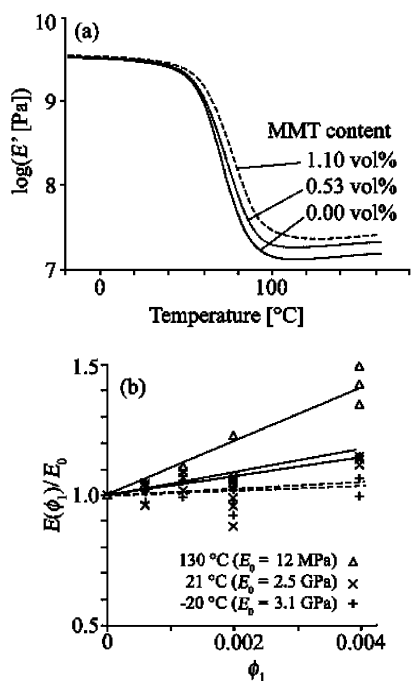 (a)
10
9
8
7
log(E' [Pa])
MMT content
1.10 vol%
0.53 vol%
0.00 vol%
0
100
Temperature [°C]
(b)
1.5
1.0
0.5
E(ϕ₁)/E₀
130 °C (E₀ = 12 MPa) △
21 °C (E₀ = 2.5 GPa) ×
-20 °C (E₀ = 3.1 GPa) +
0
0.002
0.004
ϕ₁